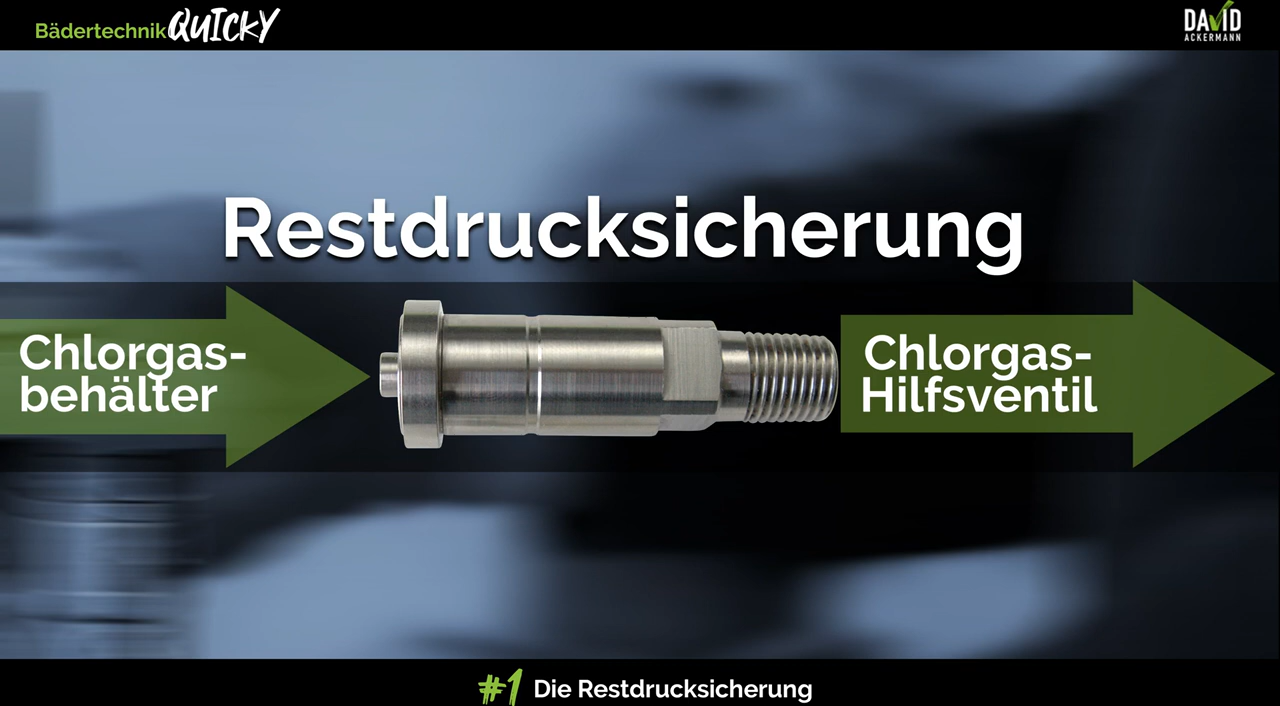 Bädertechnik QUICKY
DAVID
ACKERMANN
Restdrucksicherung
Chlorgas-
behälter
Chlorgas-
Hilfsventil
#1 Die Restdrucksicherung